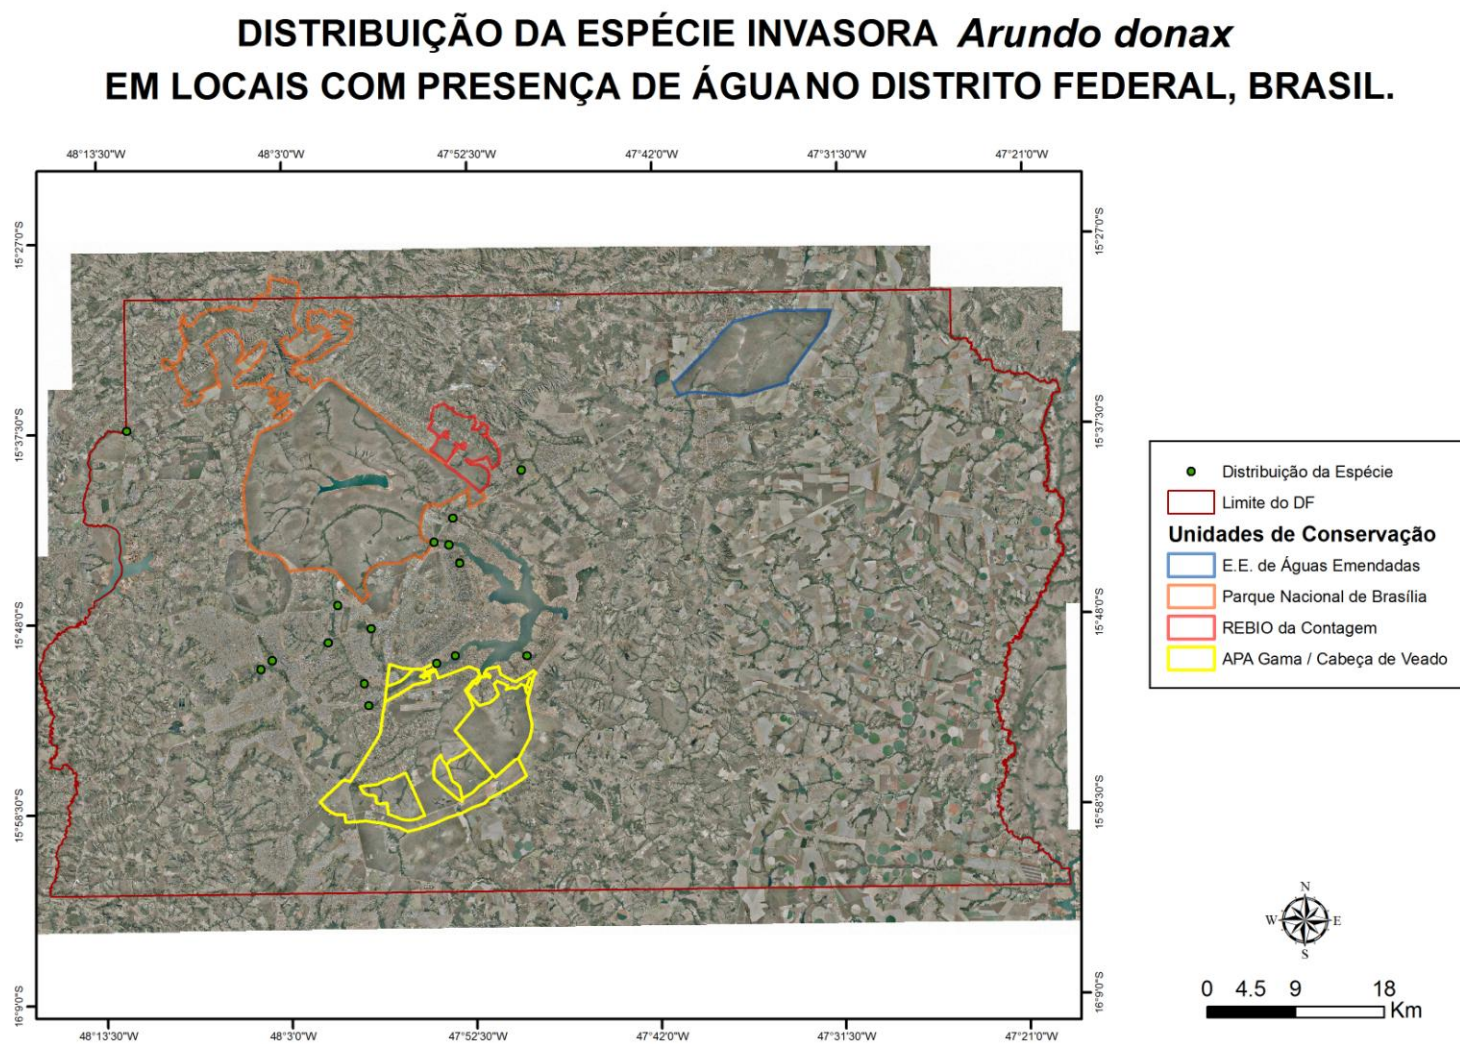 DISTRIBUIÇÃO DA ESPÉCIE INVASORA Arundo donax
EM LOCAIS COM PRESENÇA DE ÁGUA NO DISTRITO FEDERAL, BRASIL.
48°13'30"W 48°3'0"W 47°52'30"W 47°42'0"W 47°31'30"W 47°21'0"W
15°27'0"S 15°27'0"S
15°37'30"S 15°37'30"S
15°48'0"S 15°48'0"S
15°58'30"S 15°58'30"S
16°9'0"S 16°9'0"S
48°13'30"W 48°3'0"W 47°52'30"W 47°42'0"W 47°31'30"W 47°21'0"W
Distribuição da Espécie
Limite do DF
Unidades de Conservação
E.E. de Águas Emendadas
Parque Nacional de Brasília
REBIO da Contagem
APA Gama / Cabeça de Veado
N
W E
S
0 4.5 9 18
Km